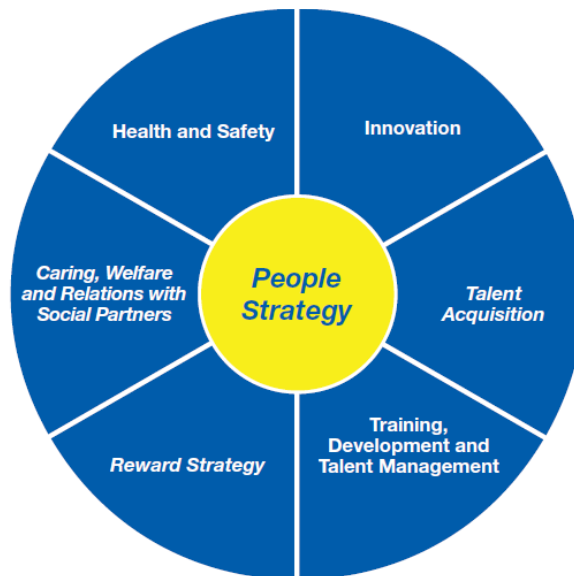 Health and Safety
Innovation
Caring, Welfare
and Relations with
Social Partners
People
Strategy
Talent
Acquisition
Reward Strategy
Training,
Development and
Talent Management